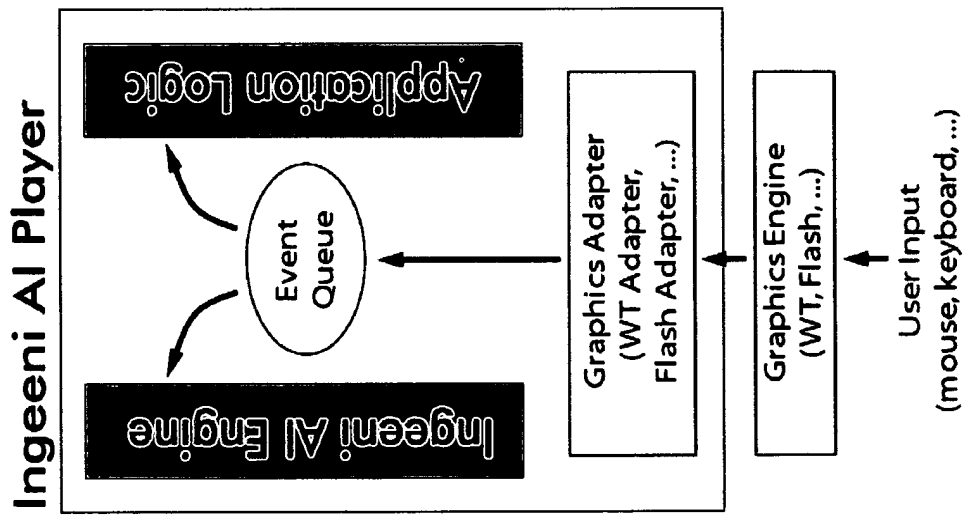 Ingeeni AI Player
Ingeeni AI Engine
Application Logic
Event
Queue
Graphics Adapter
(WT Adapter,
Flash Adapter, ...)
Graphics Engine
(WT, Flash, ...)
User Input
(mouse, keyboard, ...)